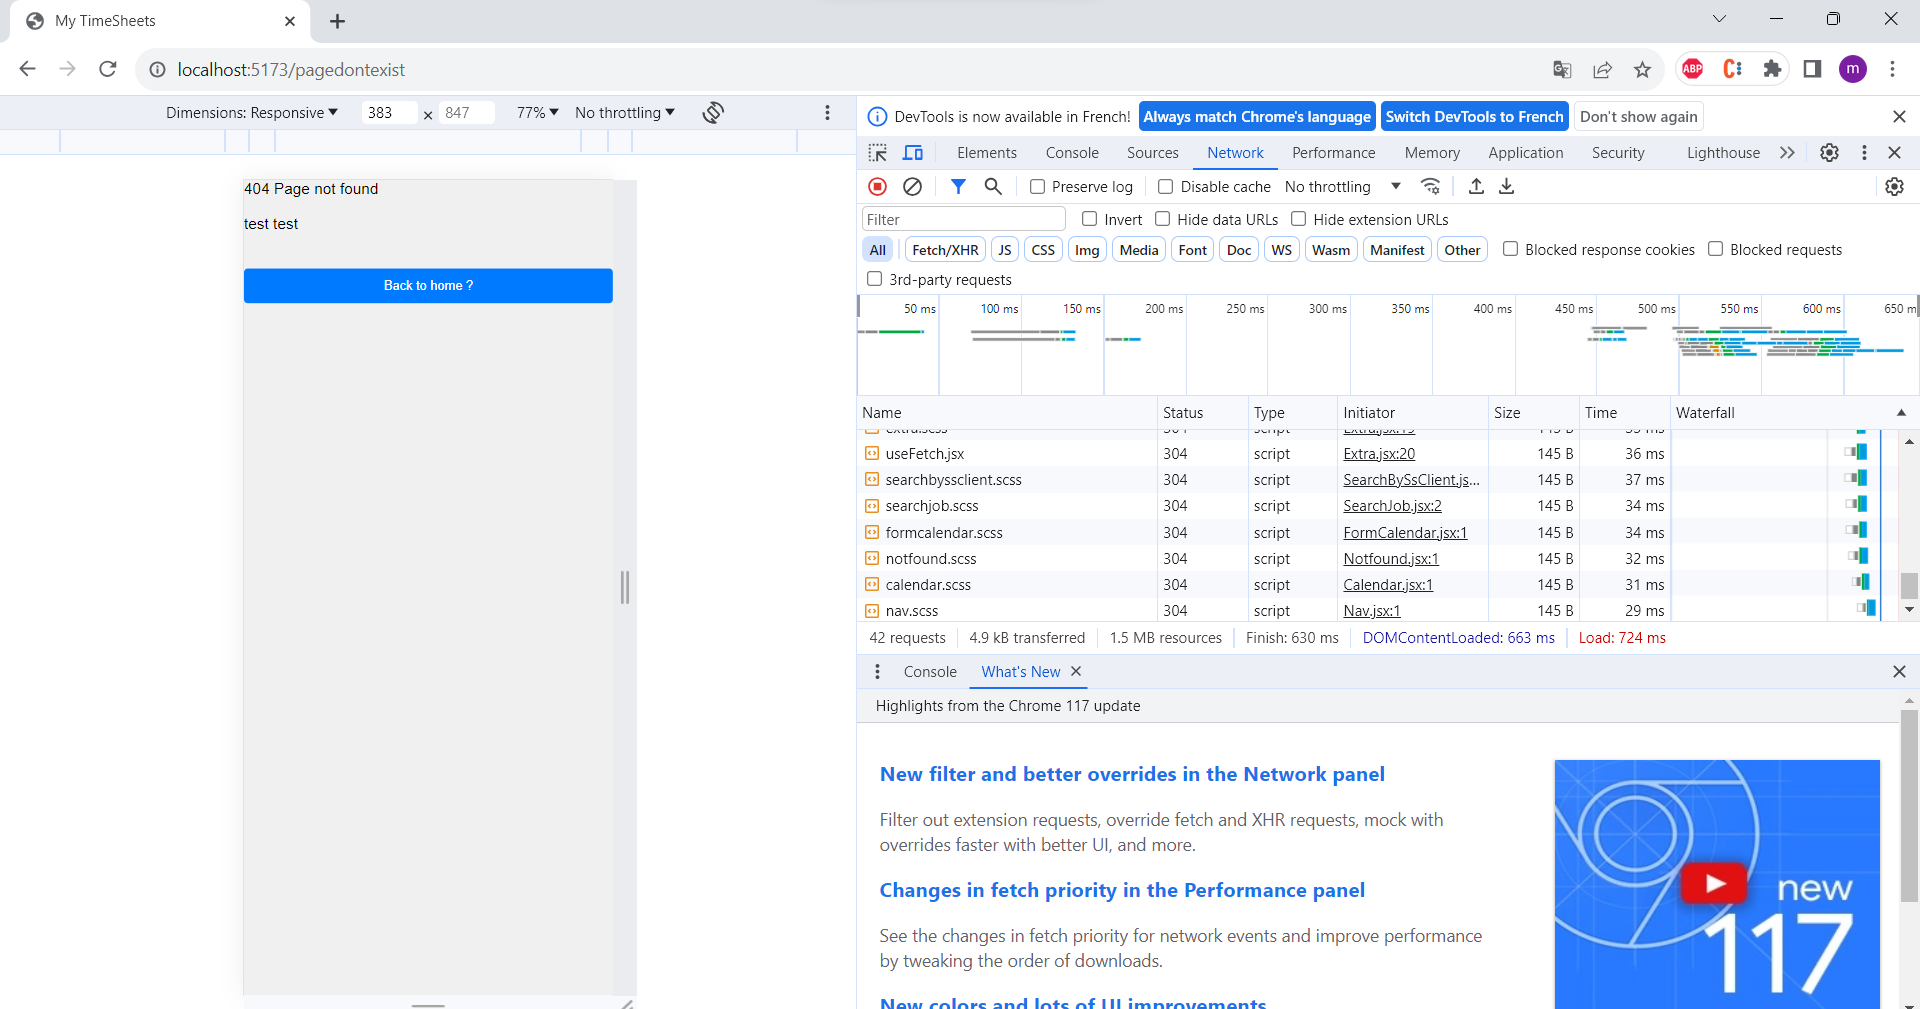 My TimeSheets
localhost:5173/pagedontexist
ABP
m
Dimensions: Responsive ▼ 383 × 847 77% ▼ No throttling ▼
404 Page not found
test test
Back to home ?
DevTools is now available in French! Always match Chrome's language Switch DevTools to French Don't show again
Elements Console Sources Network Performance Memory Application Security Lighthouse
Preserve log Disable cache No throttling
Filter Invert Hide data URLs Hide extension URLs
All Fetch/XHR JS CSS Img Media Font Doc WS Wasm Manifest Other Blocked response cookies Blocked requests
3rd-party requests
50 ms 100 ms 150 ms 200 ms 250 ms 300 ms 350 ms 400 ms 450 ms 500 ms 550 ms 600 ms 650 m
Name Status Type Initiator Size Time Waterfall
useFetch.jsx 304 script Extra.jsx:20 145 B 36 ms
searchbyssclient.scss 304 script SearchBySsClient.js... 145 B 37 ms
searchjob.scss 304 script SearchJob.jsx:2 145 B 34 ms
formcalendar.scss 304 script FormCalendar.jsx:1 145 B 34 ms
notfound.scss 304 script Notfound.jsx:1 145 B 32 ms
calendar.scss 304 script Calendar.jsx:1 145 B 31 ms
nav.scss 304 script Nav.jsx:1 145 B 29 ms
42 requests 4.9 kB transferred 1.5 MB resources Finish: 630 ms DOMContentLoaded: 663 ms Load: 724 ms
Console What's New
Highlights from the Chrome 117 update
New filter and better overrides in the Network panel
Filter out extension requests, override fetch and XHR requests, mock with
overrides faster with better UI, and more.
Changes in fetch priority in the Performance panel
See the changes in fetch priority for network events and improve performance
by tweaking the order of downloads.
New colors and lots of UI improvements
new
117